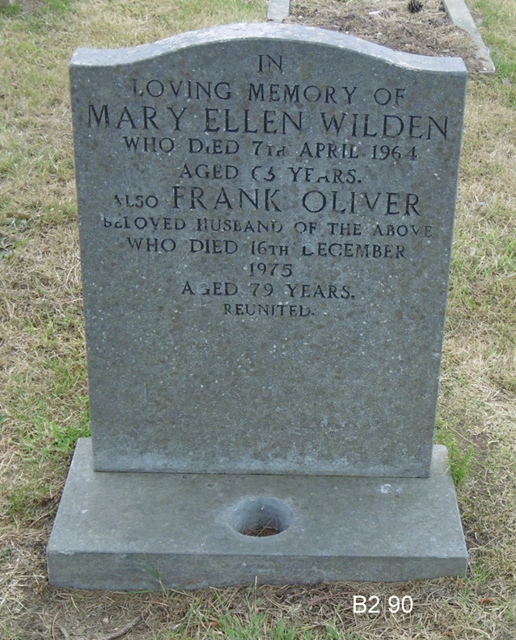 IN
LOVING MEMORY OF
MARY ELLEN WILDEN
WHO DIED 7TH APRIL 1964
AGED YEARS.
ALSO FRANK OLIVER
BELOVED HUSBAND OF THE ABOVE
WHO DIED 16TH DECEMBER
1975
AGED 79 YEARS.
REUNITED.
B2 90